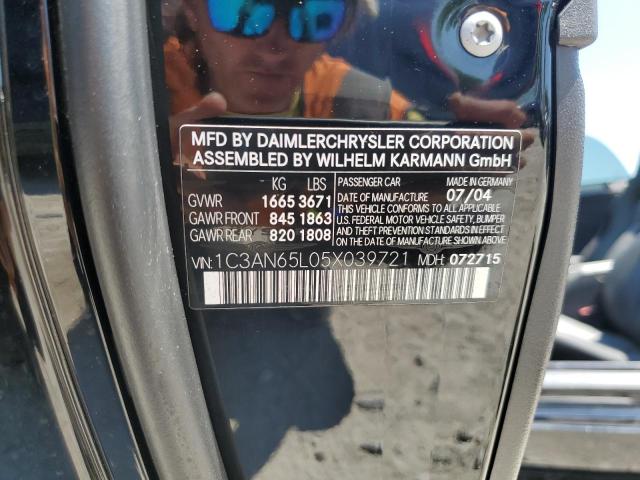 MFD BY DAIMLERCHRYSLER CORPORATION
ASSEMBLED BY WILHELM KARMANN GmbH
KG LBS
GVWR 1665 3671
GAWR FRONT 845 1863
GAWR REAR 820 1808
PASSENGER CAR MADE IN GERMANY
DATE OF MANUFACTURE 07/04
THIS VEHICLE CONFORMS TO ALL APPLICABLE
U.S. FEDERAL MOTOR VEHICLE SAFETY, BUMPER
AND THEFT PREVENTION STANDARDS IN EFFECT
ON THE DATE OF MANUFACTURE SHOWN ABOVE
VIN: 1C3AN65L05X039721 MDH: 072715